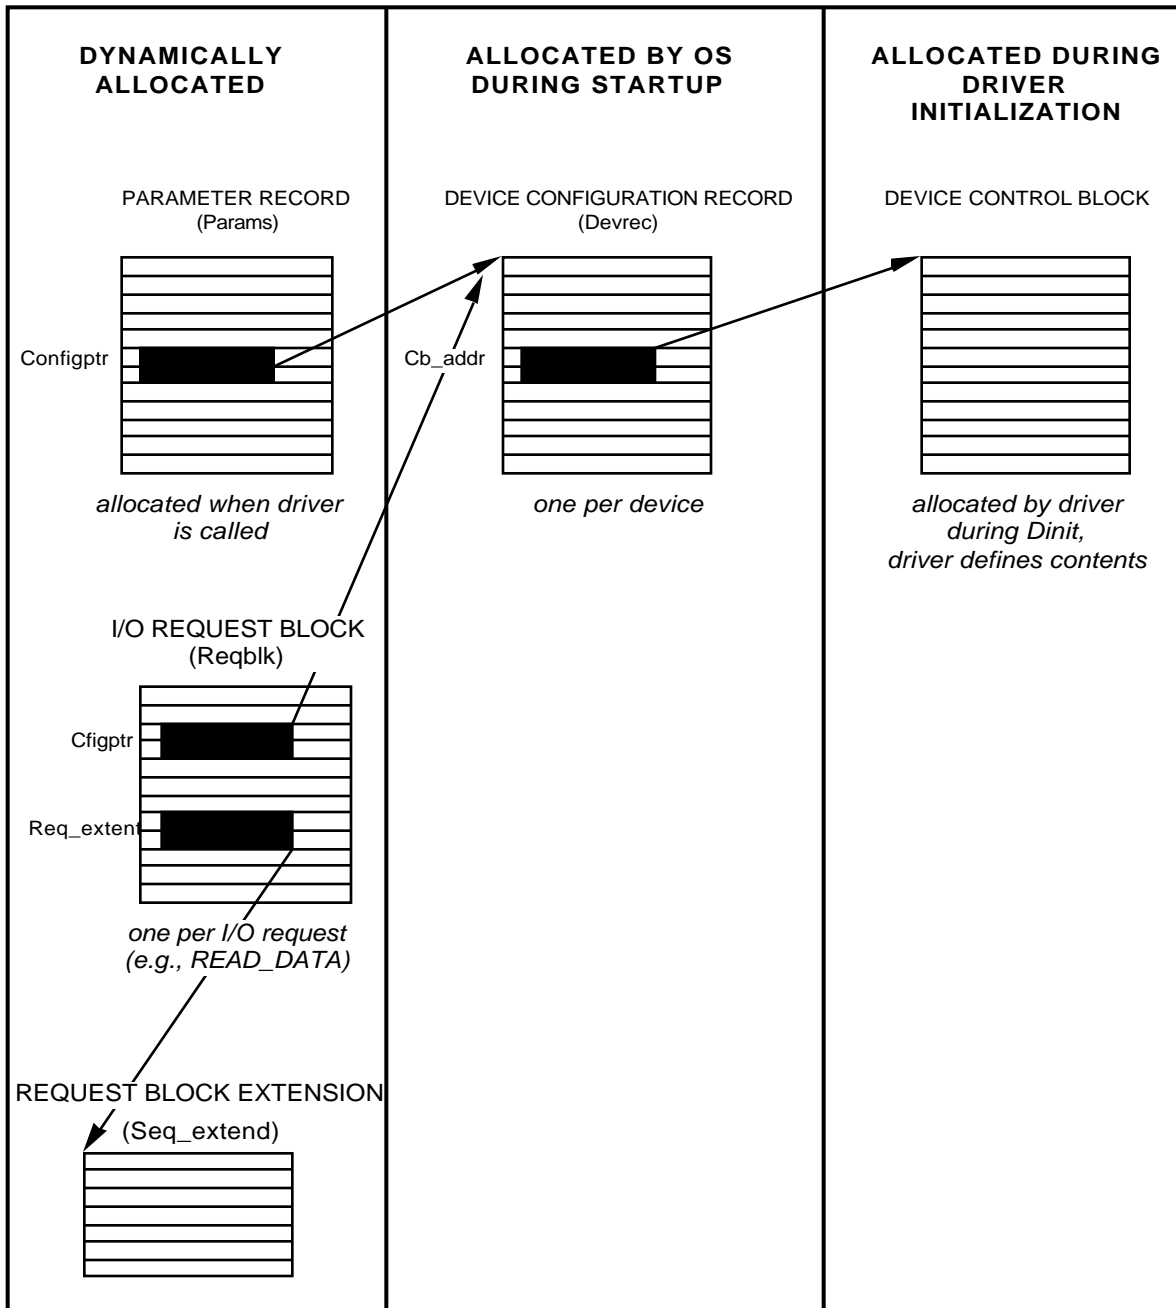 DYNAMICALLY
ALLOCATED
ALLOCATED BY OS
DURING STARTUP
ALLOCATED DURING
DRIVER
INITIALIZATION
PARAMETER RECORD
(Params)
DEVICE CONFIGURATION RECORD
(Devrec)
DEVICE CONTROL BLOCK
Configptr
Cb_addr
allocated when driver
is called
one per device
allocated by driver
during Dinit,
driver defines contents
I/O REQUEST BLOCK
(Reqblk)
Cfigptr
Req_extent
one per I/O request
(e.g., READ_DATA)
REQUEST BLOCK EXTENSION
(Seq_extend)